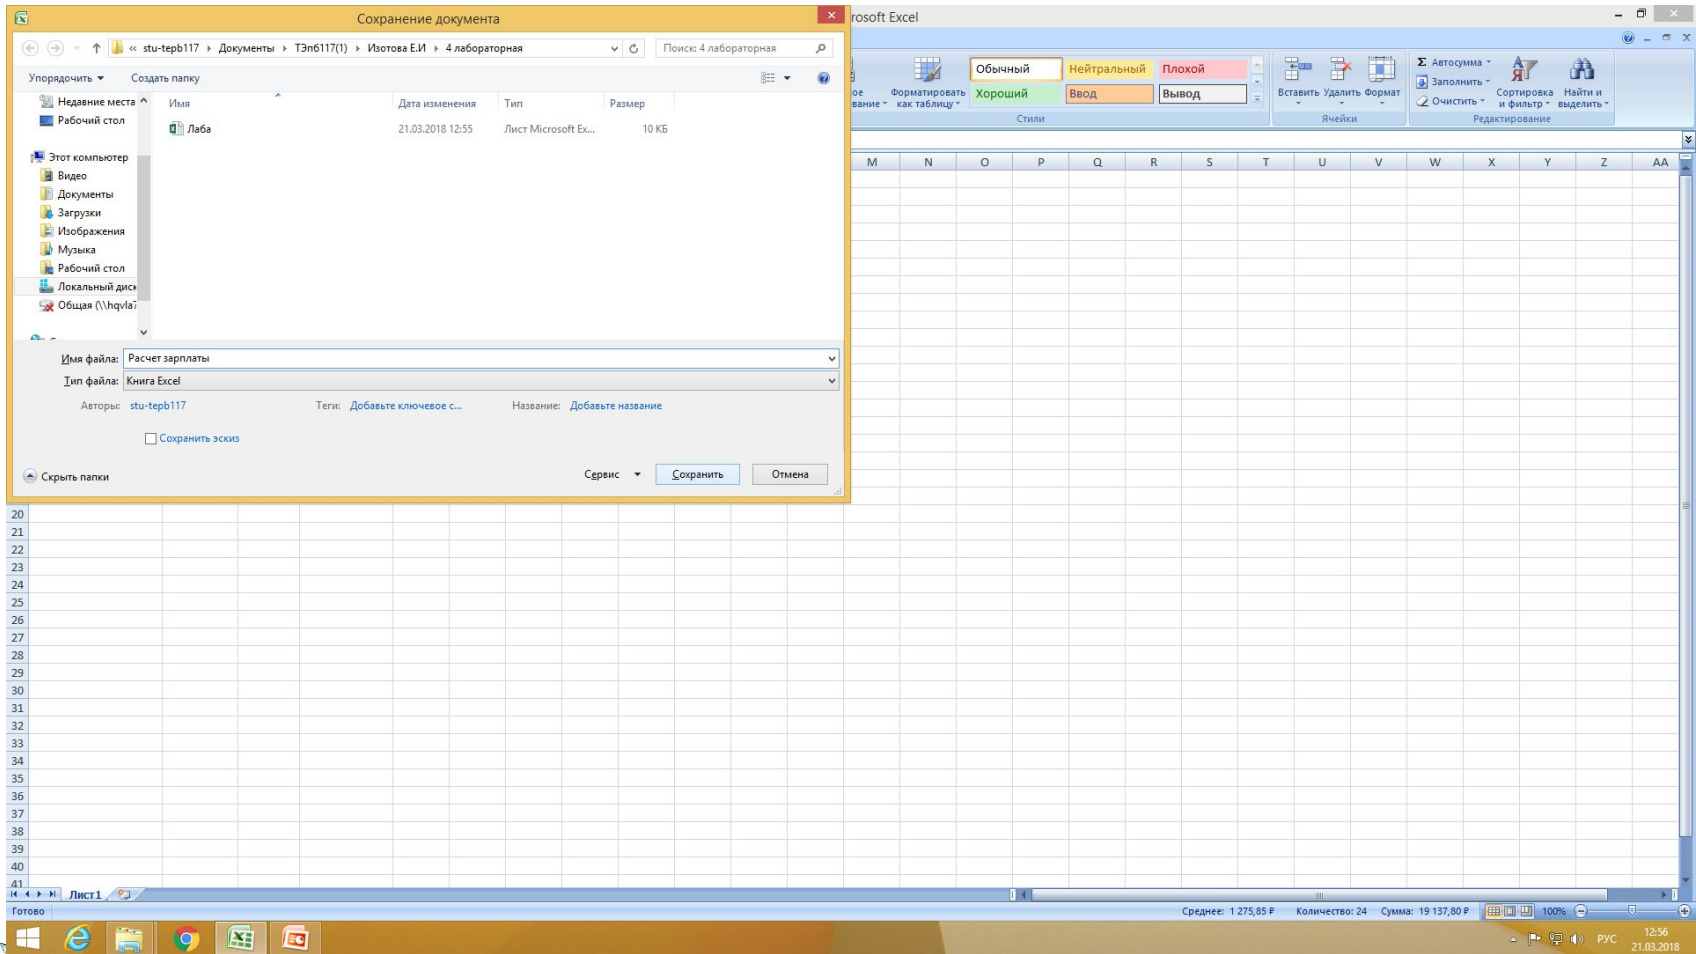 Сохранение документа
rosoft Excel
« stu-tepb117 Документы ТЭпб117(1) Изотова Е.И 4 лабораторная
Поиск: 4 лабораторная
Упорядочить
Создать папку
Недавние места
Рабочий стол
Этот компьютер
Видео
Документы
Загрузки
Изображения
Музыка
Рабочий стол
Локальный диск
Общая (\\hqvla7
Имя Дата изменения Тип Размер
Лаба 21.03.2018 12:55 Лист Microsoft Ex... 10 КБ
Имя файла: Расчет зарплаты
Тип файла: Книга Excel
Авторы: stu-tepb117 Теги: Добавьте ключевое с... Название: Добавьте название
Сохранить эскиз
Скрыть папки
Сервис Сохранить Отмена
ое
вание
Форматировать
как таблицу
Обычный Нейтральный Плохой
Хороший Ввод Вывод
Стили
Вставить Удалить Формат
Ячейки
Σ Автосумма
Заполнить
Очистить
Сортировка
и фильтр
Найти и
выделить
Редактирование
M N O P Q R S T U V W X Y Z AA
20
21
22
23
24
25
26
27
28
29
30
31
32
33
34
35
36
37
38
39
40
41
Лист1
Готово
Среднее: 1 275,85 ₽ Количество: 24 Сумма: 19 137,80 ₽ 100%
РУС
12:56
21.03.2018